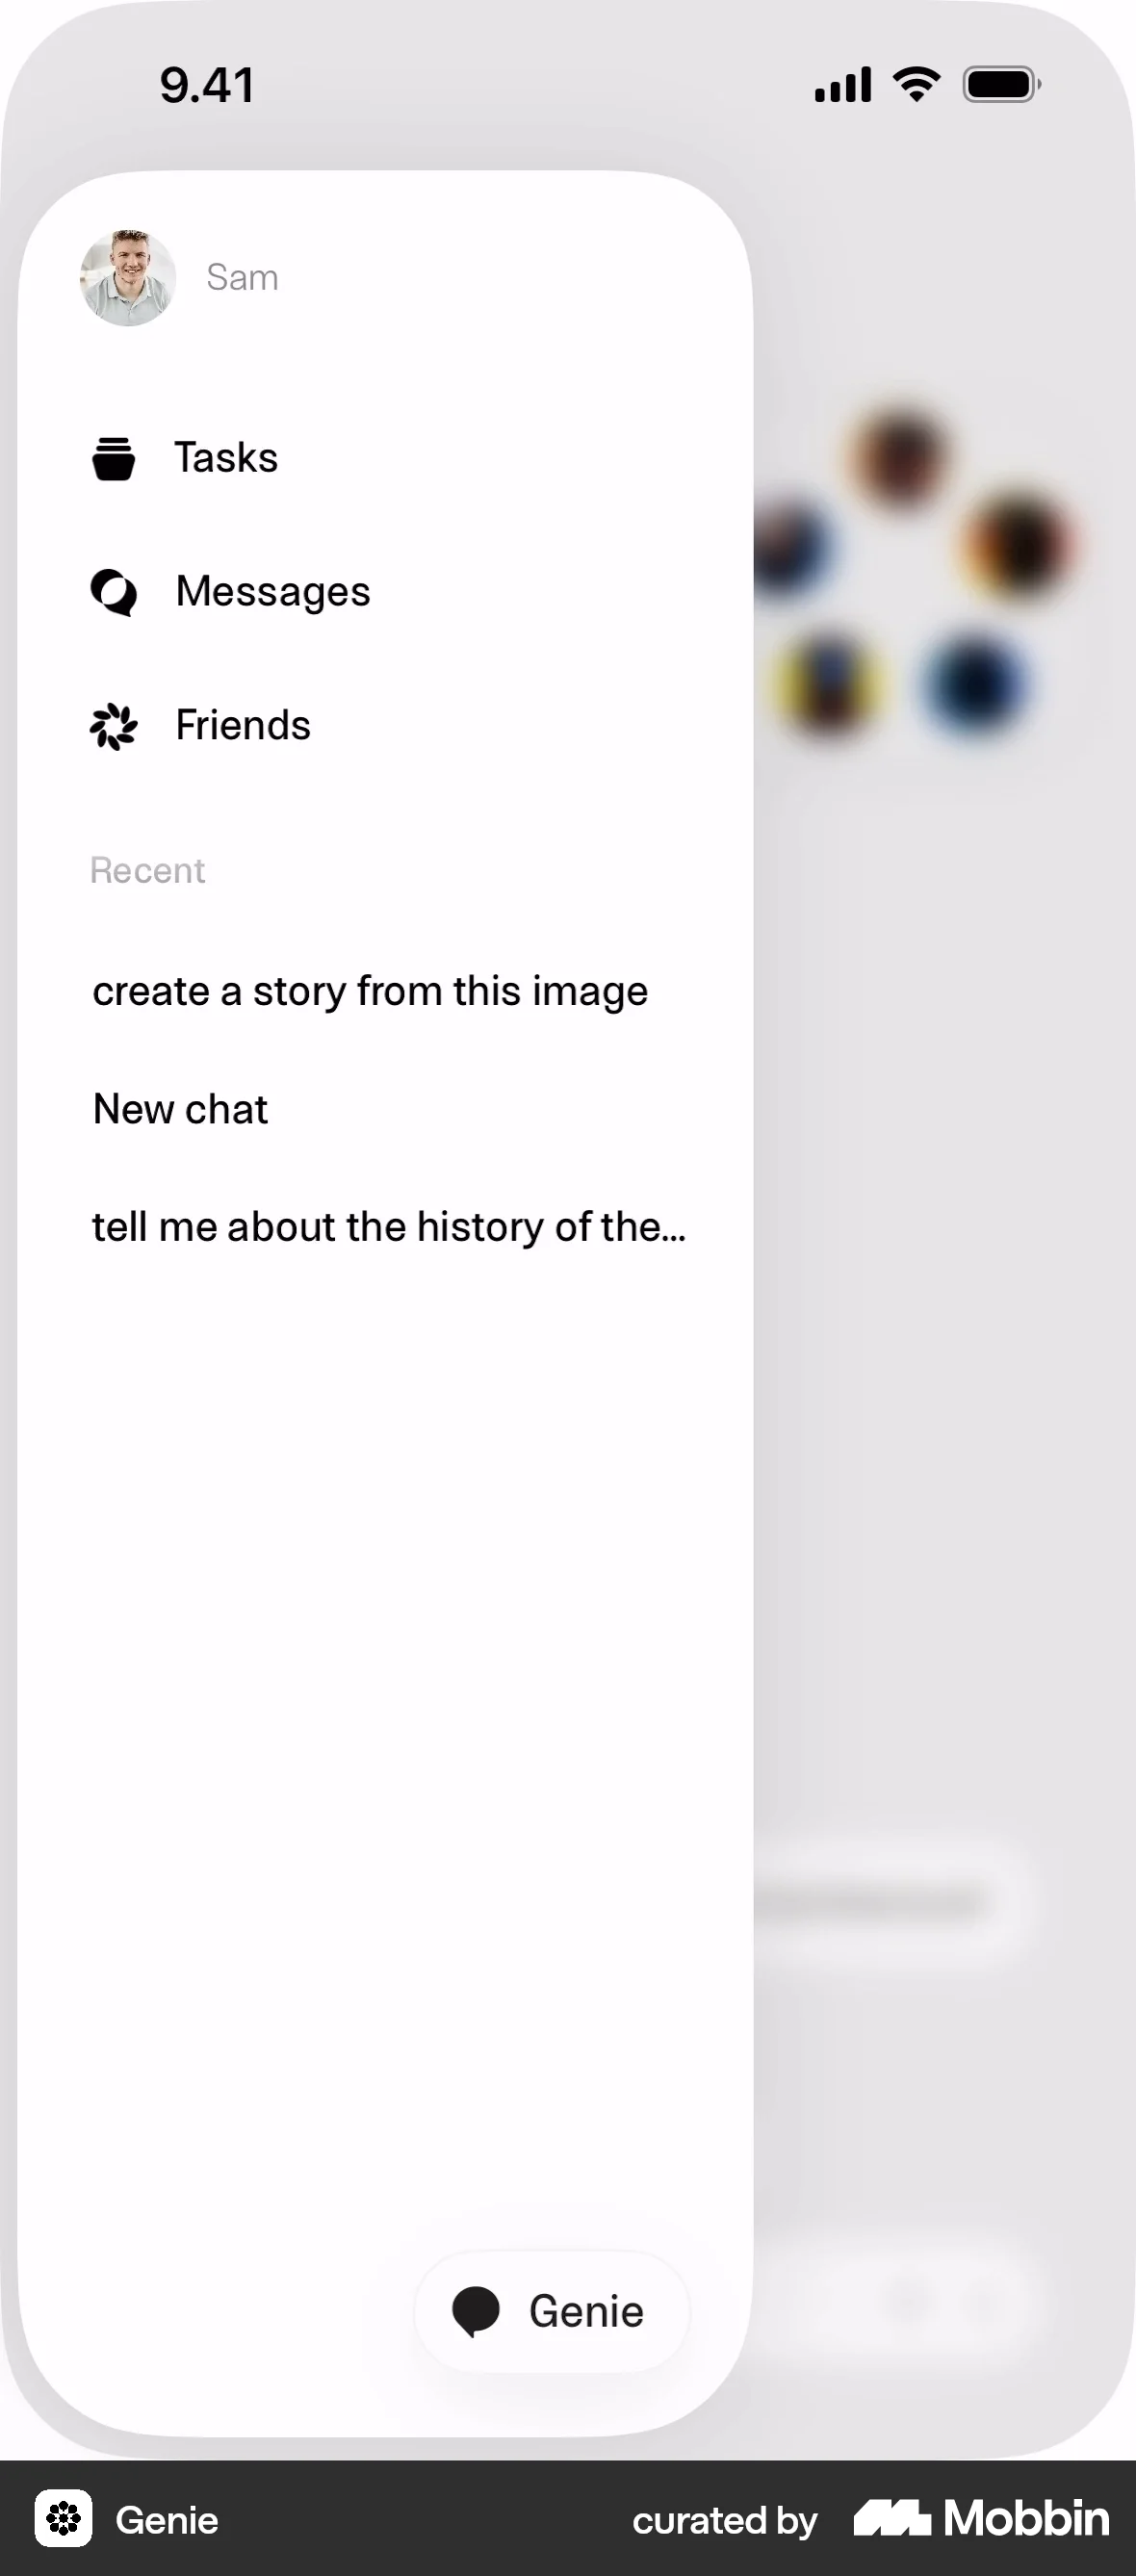 9.41
Sam
Tasks
Messages
Friends
Recent
create a story from this image
New chat
tell me about the history of the...
Genie
Genie
curated by Mobbin